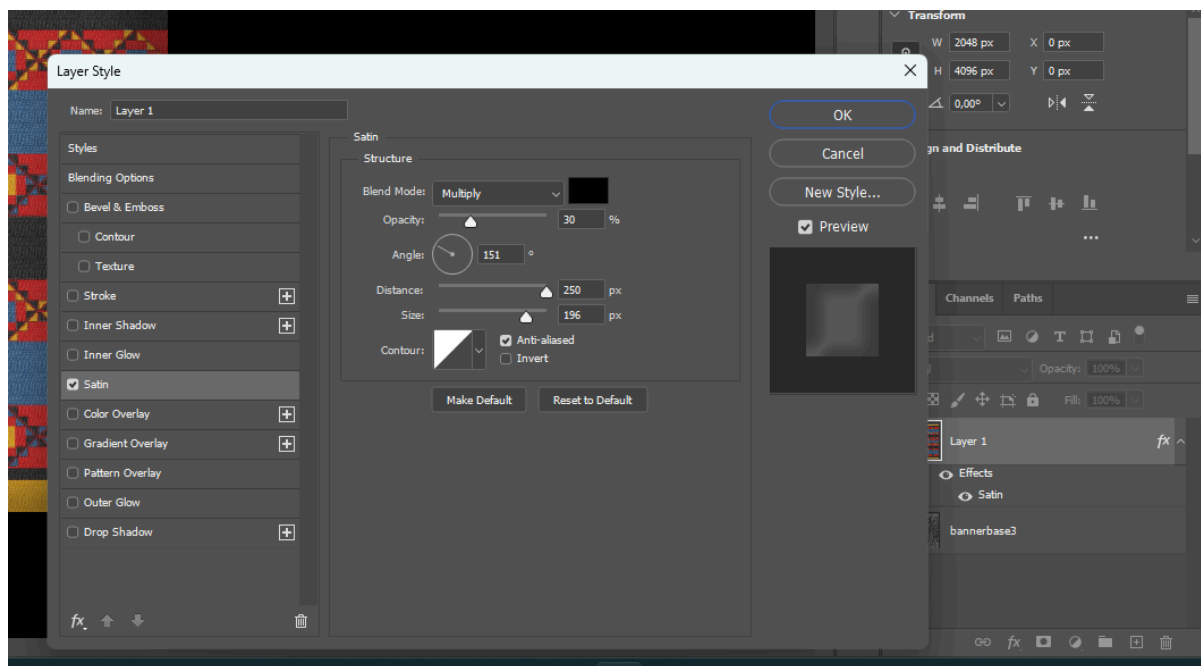 Transform
W 2048 px X 0 px
Layer Style
H 4096 px Y 0 px
Name: Layer 1
0,00°
OK
Satin
Styles
Structure
Cancel
gn and Distribute
Blending Options
Blend Mode: Multiply
New Style...
Bevel & Emboss
Opacity: 30 %
Preview
Contour
Angle: 151 °
Texture
Distance: 250 px
Stroke
Channels Paths
Size: 196 px
Inner Shadow
Anti-aliased
Contour:
Inner Glow
Invert
Opacity: 100%
Satin
Make Default Reset to Default
Fill: 100%
Color Overlay
Gradient Overlay
Layer 1 fx
Pattern Overlay
Effects
Outer Glow
Satin
Drop Shadow
bannerbase3
fx
fx